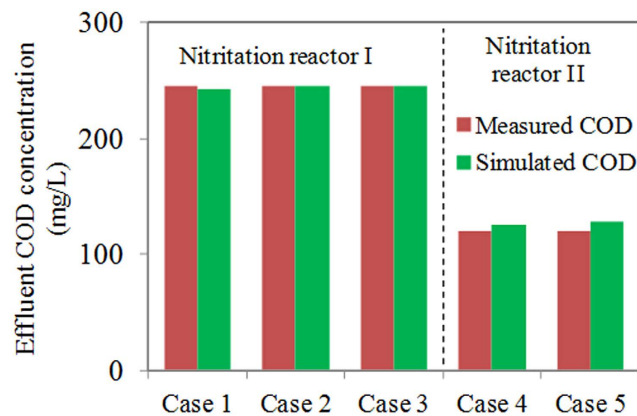 Effluent COD concentration
(mg/L)
300
200
100
0
Nitritation reactor I
Nitritation
reactor II
Measured COD
Simulated COD
Case 1 Case 2 Case 3 Case 4 Case 5